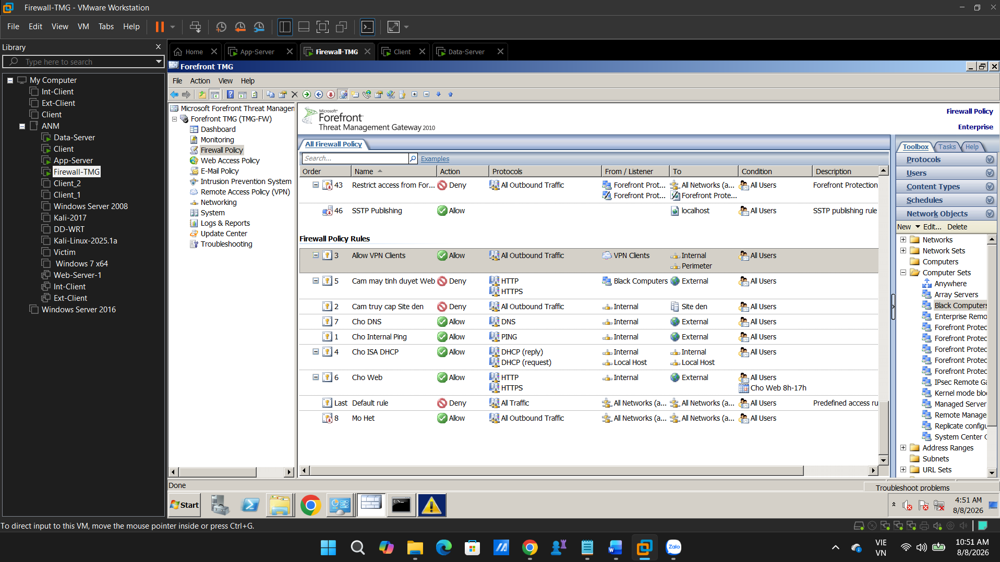 Firewall-TMG - VMware Workstation
File Edit View VM Tabs Help
Library
Type here to search
My Computer
Int-Client
Ext-Client
Client
ANM
Data-Server
Client
App-Server
Firewall-TMG
Client_2
Client_1
Windows Server 2008
Kali-2017
DD-WRT
Kali-Linux-2025.1a
Victim
Windows 7 x64
Web-Server-1
Int-Client
Ext-Client
Windows Server 2016
Home App-Server Firewall-TMG Client Data-Server
Forefront TMG
File Action View Help
Microsoft Forefront Threat Manager
Forefront TMG (TMG-FW)
Dashboard
Monitoring
Firewall Policy
Web Access Policy
E-Mail Policy
Intrusion Prevention System
Remote Access Policy (VPN)
Networking
System
Logs & Reports
Update Center
Troubleshooting
Microsoft
Forefront
Threat Management Gateway 2010
Firewall Policy
Enterprise
All Firewall Policy
Search... Examples
Order Name Action Protocols From / Listener To Condition Description
43 Restrict access from For... Deny All Outbound Traffic Forefront Prot... All Networks (a... All Users Forefront Protection
Forefront Prot... Forefront Prote...
46 SSTP Publishing Allow localhost All Users SSTP publishing rule
Firewall Policy Rules
3 Allow VPN Clients Allow All Outbound Traffic VPN Clients Internal All Users
Perimeter
5 Cam may tinh duyet Web Deny HTTP Black Computers External All Users
HTTPS
2 Cam truy cap Site den Deny All Outbound Traffic Internal Site den All Users
7 Cho DNS Allow DNS Internal External All Users
1 Cho Internal Ping Allow PING Internal External All Users
4 Cho ISA DHCP Allow DHCP (reply) Internal Internal All Users
DHCP (request) Local Host Local Host
6 Cho Web Allow HTTP Internal External All Users
HTTPS Cho Web 8h-17h
Last Default rule Deny All Traffic All Networks (a... All Networks (a... All Users Predefined access ru
8 Mo Het Allow All Outbound Traffic All Networks (a... All Networks (a... All Users
Toolbox Tasks Help
Protocols
Users
Content Types
Schedules
Network Objects
New Edit... Delete
Networks
Network Sets
Computers
Computer Sets
Anywhere
Array Servers
Black Computers
Enterprise Remo
Forefront Protec
Forefront Protec
Forefront Protec
Forefront Protec
Forefront Protec
IPsec Remote Ga
Kernel mode blo
Managed Server
Remote Manage
Replicate configu
System Center C
Address Ranges
Subnets
URL Sets
Done
Troubleshoot problems
Start
4:51 AM
8/8/2026
To direct input to this VM, move the mouse pointer inside or press Ctrl+G.
Zalo
VIE
VN
10:51 AM
8/8/2026